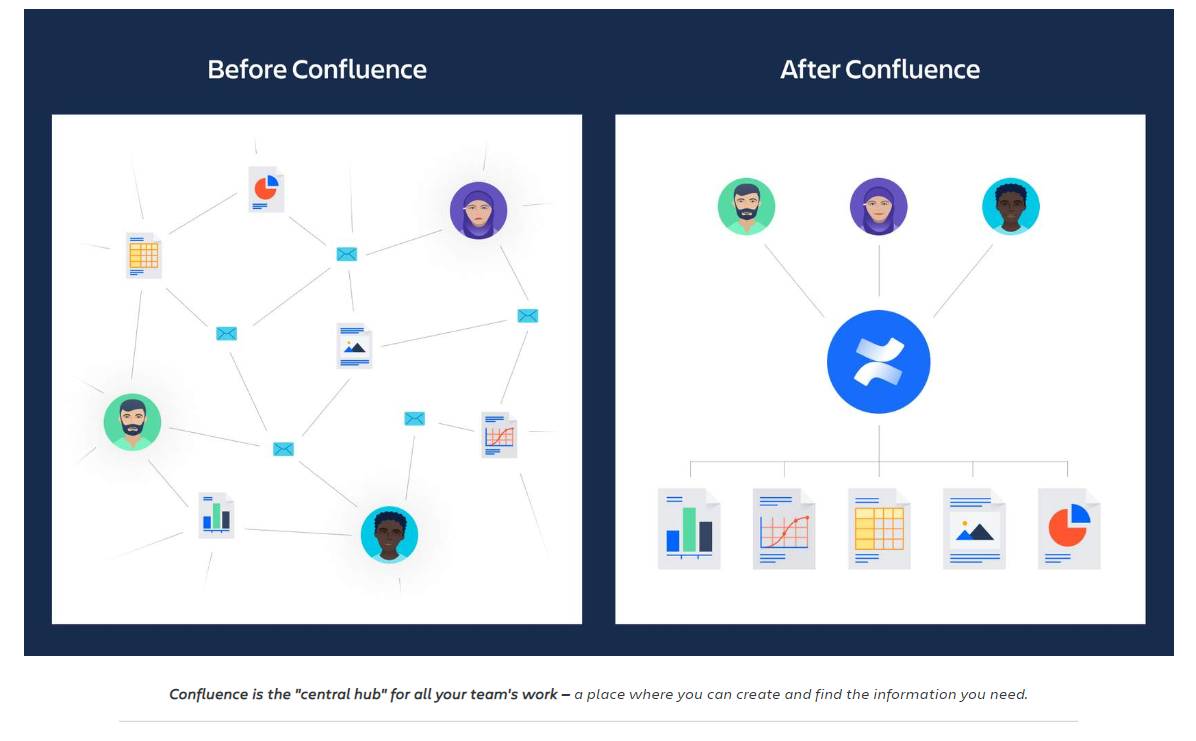 Before Confluence
After Confluence
Confluence is the "central hub" for all your team's work – a place where you can create and find the information you need.